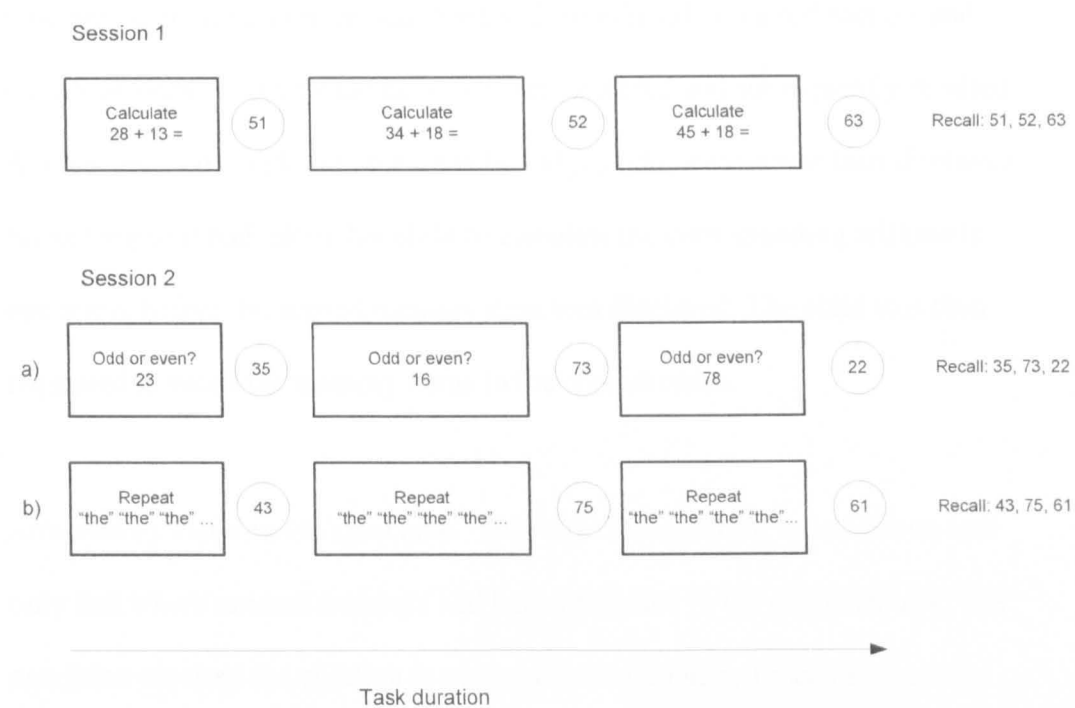 Session 1
Calculate
28 + 13 =
51
Calculate
34 + 18 =
52
Calculate
45 + 18 =
63
Recall: 51, 52, 63
Session 2
a)
Odd or even?
23
35
Odd or even?
16
73
Odd or even?
78
22
Recall: 35, 73, 22
b)
Repeat
"the" "the" "the" ...
43
Repeat
"the" "the" "the" "the"...
75
Repeat
"the" "the" "the" "the"...
61
Recall: 43, 75, 61
Task duration